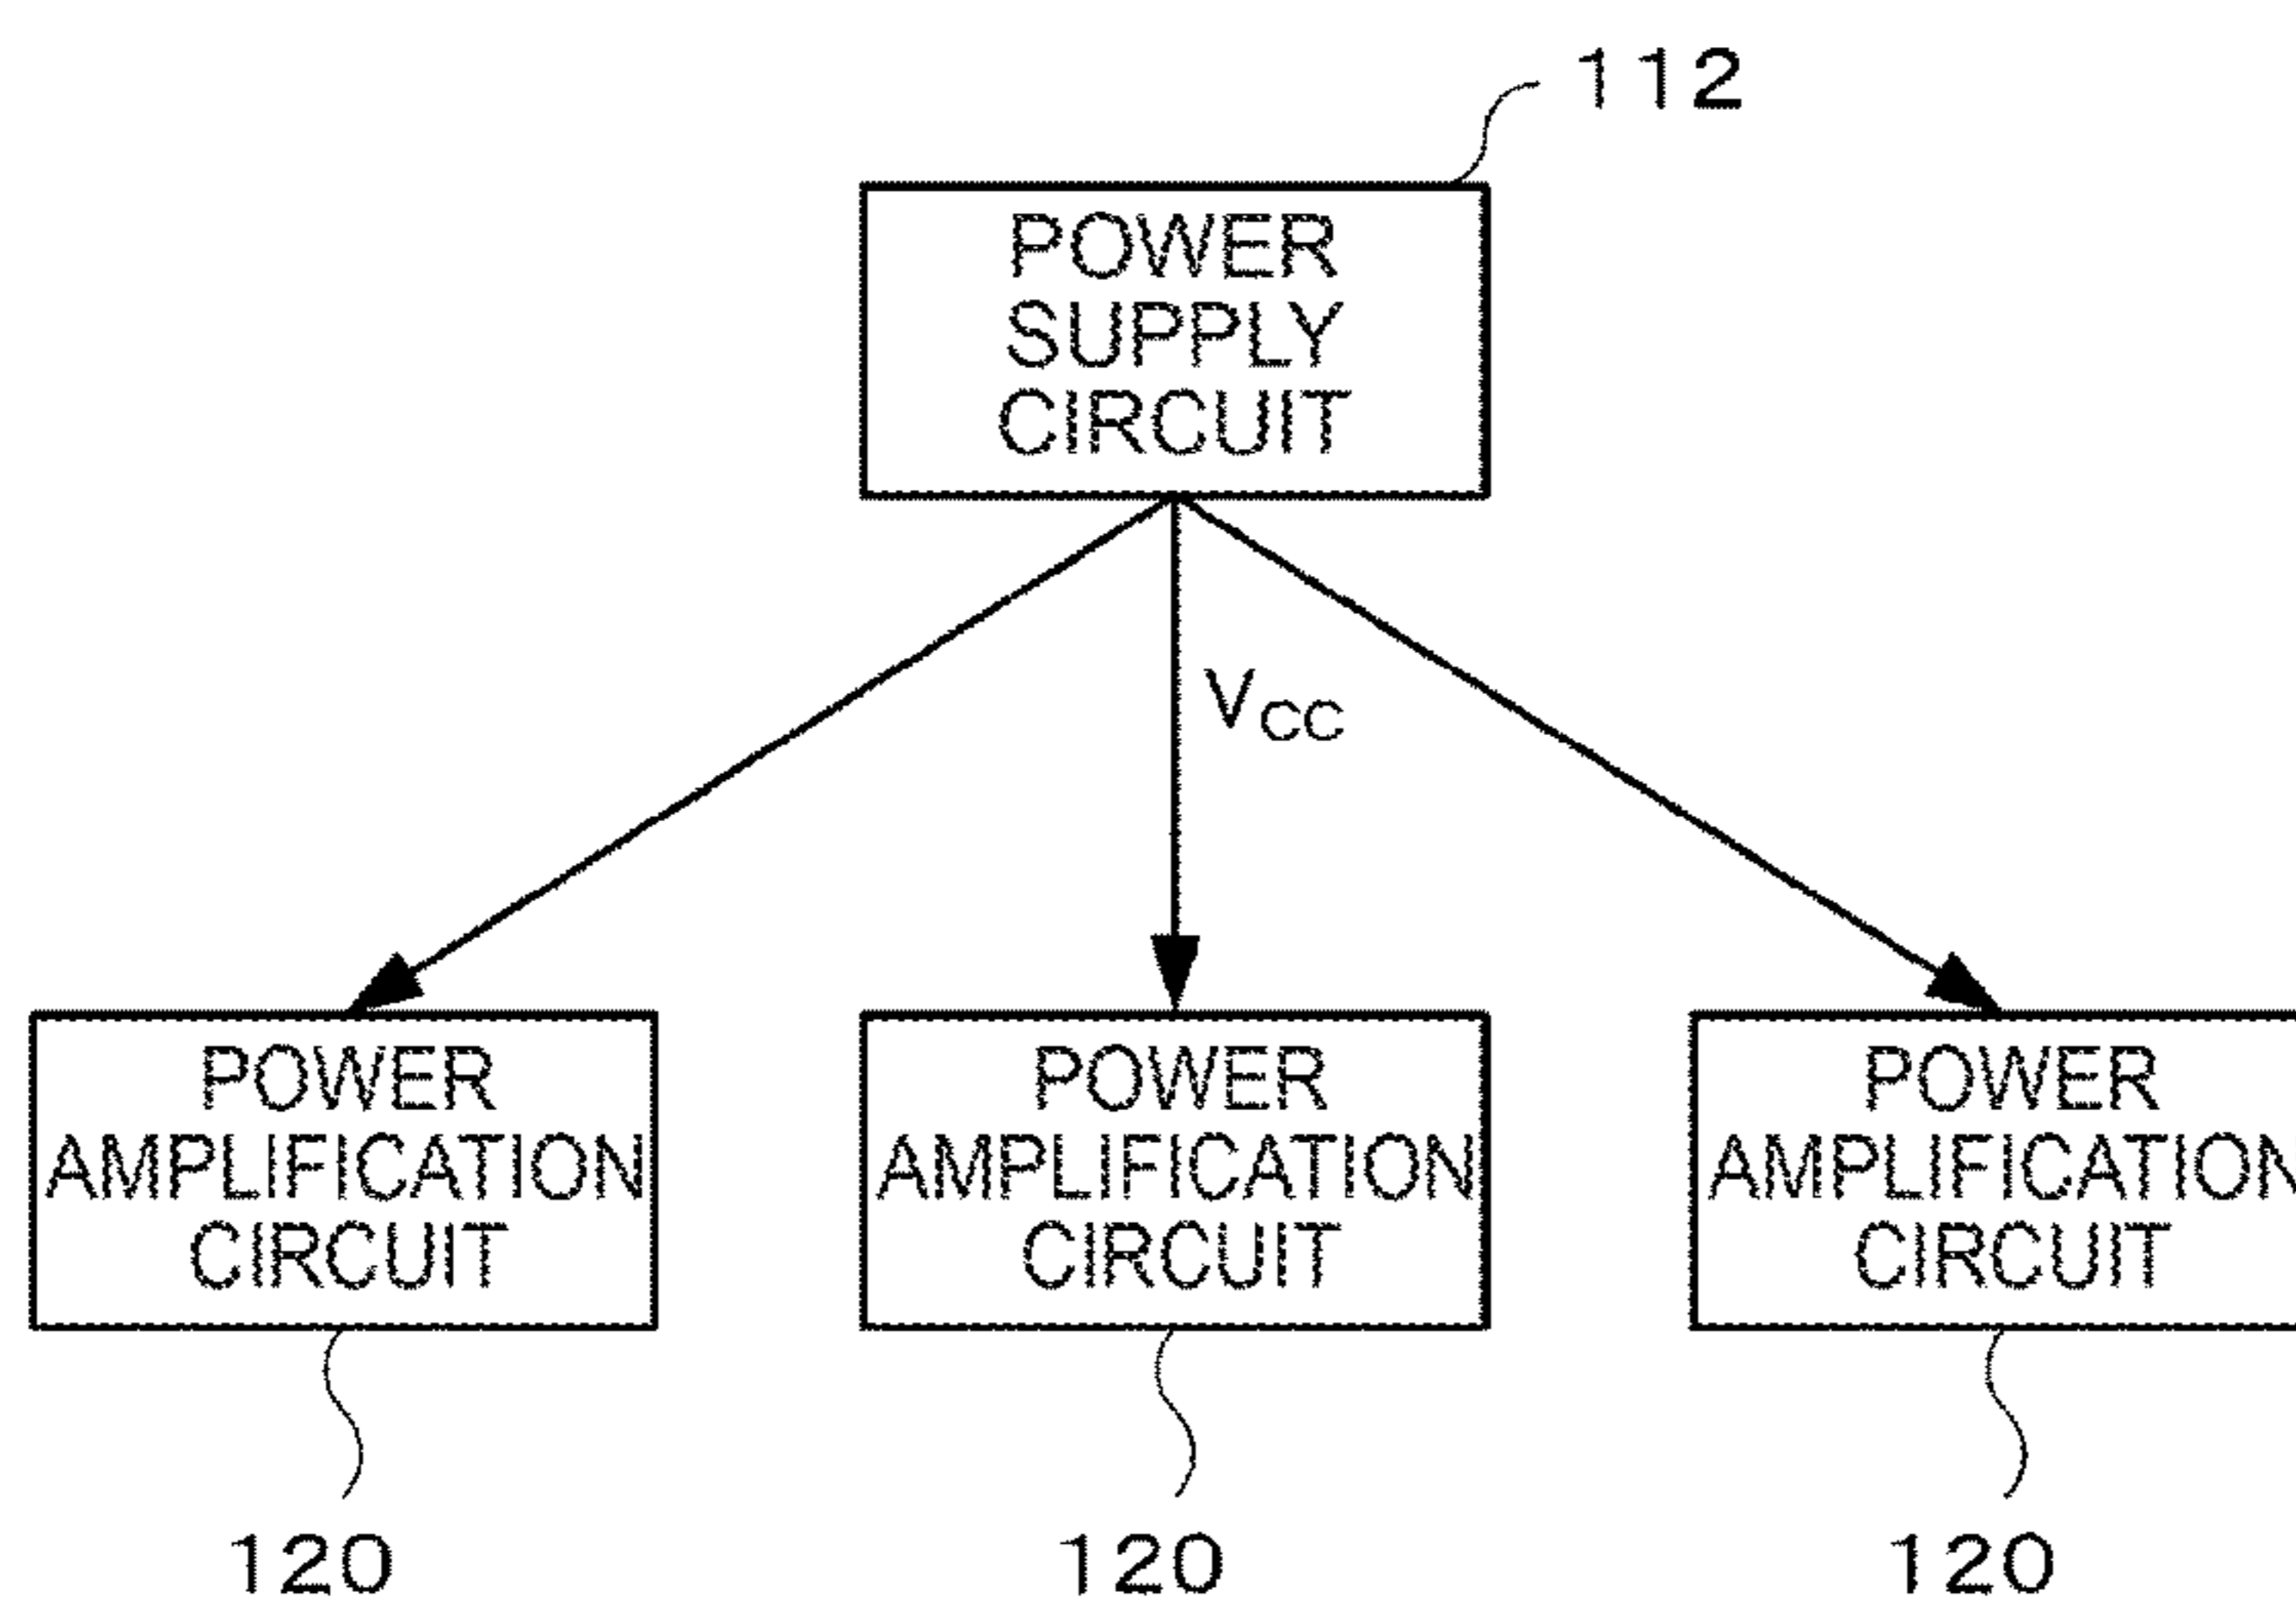 112
POWER
SUPPLY
CIRCUIT
VCC
POWER
AMPLIFICATION
CIRCUIT
POWER
AMPLIFICATION
CIRCUIT
POWER
AMPLIFICATION
CIRCUIT
120
120
120